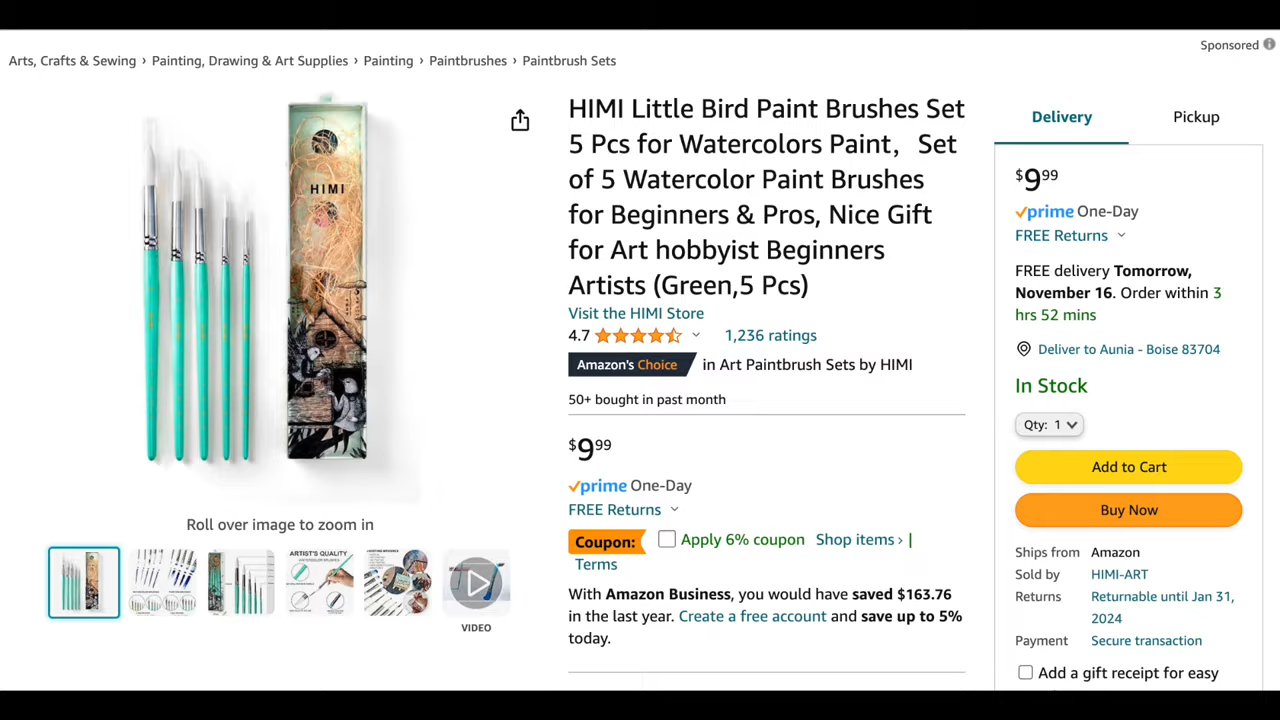 Sponsored
Arts, Crafts & Sewing › Painting, Drawing & Art Supplies › Painting › Paintbrushes › Paintbrush Sets
HIMI
Roll over image to zoom in
ARTIST'S QUALITY
VIDEO
HIMI Little Bird Paint Brushes Set
5 Pcs for Watercolors Paint，Set
of 5 Watercolor Paint Brushes
for Beginners & Pros, Nice Gift
for Art hobbyist Beginners
Artists (Green,5 Pcs)
Visit the HIMI Store
4.7 1,236 ratings
Amazon's Choice in Art Paintbrush Sets by HIMI
50+ bought in past month
$9 99
prime One-Day
FREE Returns
Coupon: Apply 6% coupon Shop items › |
Terms
With Amazon Business, you would have saved $163.76
in the last year. Create a free account and save up to 5%
today.
Delivery Pickup
$9 99
prime One-Day
FREE Returns
FREE delivery Tomorrow,
November 16. Order within 3
hrs 52 mins
Deliver to Aunia - Boise 83704
In Stock
Qty: 1
Add to Cart
Buy Now
Ships from Amazon
Sold by HIMI-ART
Returns Returnable until Jan 31,
2024
Payment Secure transaction
Add a gift receipt for easy